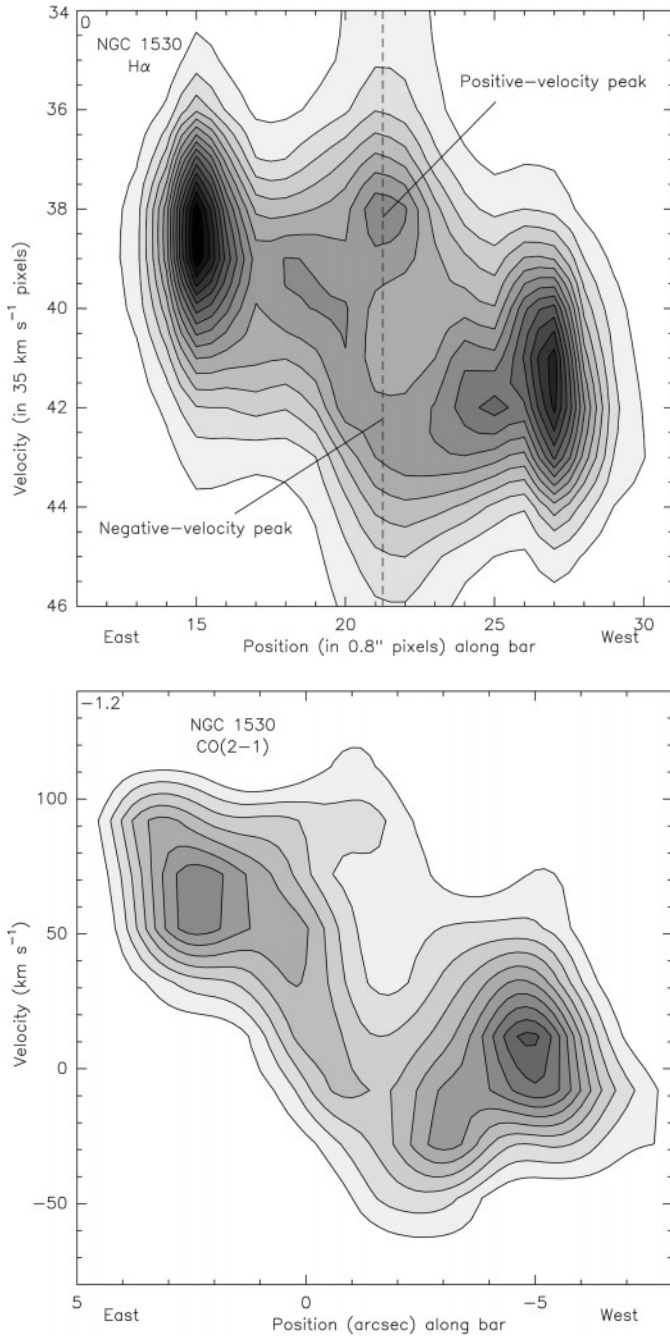 0
NGC 1530
Hα
Positive-velocity peak
Negative-velocity peak
34
36
38
40
42
44
46
Velocity (in 35 km s⁻¹ pixels)
15 20 25 30
East Position (in 0.8" pixels) along bar West
-1.2
NGC 1530
CO(2-1)
100
50
0
-50
Velocity (km s⁻¹)
5 0 -5
East Position (arcsec) along bar West